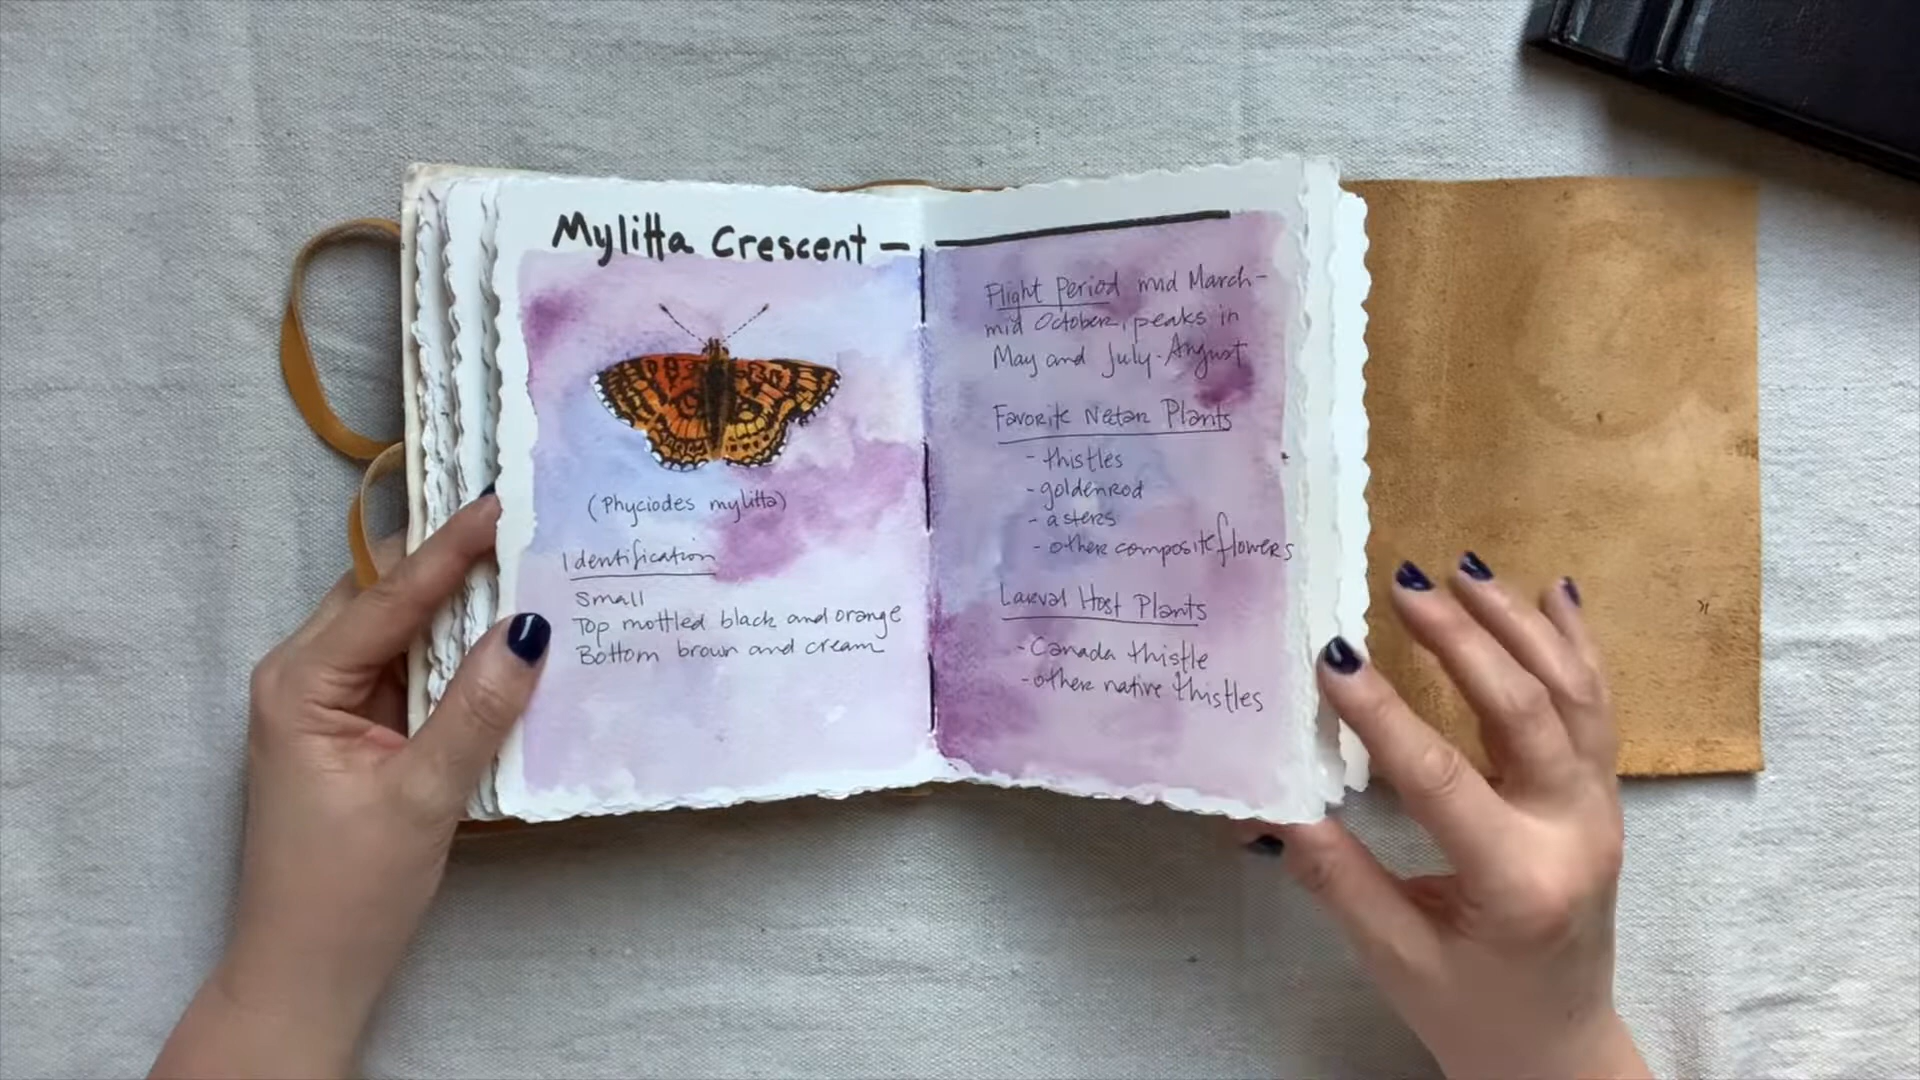 Mylitta Crescent —
(Phyciodes mylitta)
Identification
Small
Top mottled black and orange
Bottom brown and cream
Flight Period mid March-
mid October, peaks in
May and July-August
Favorite Nectar Plants
- thistles
- goldenrod
- asters
- other composite flowers
Larval Host Plants
- Canada thistle
- other native thistles